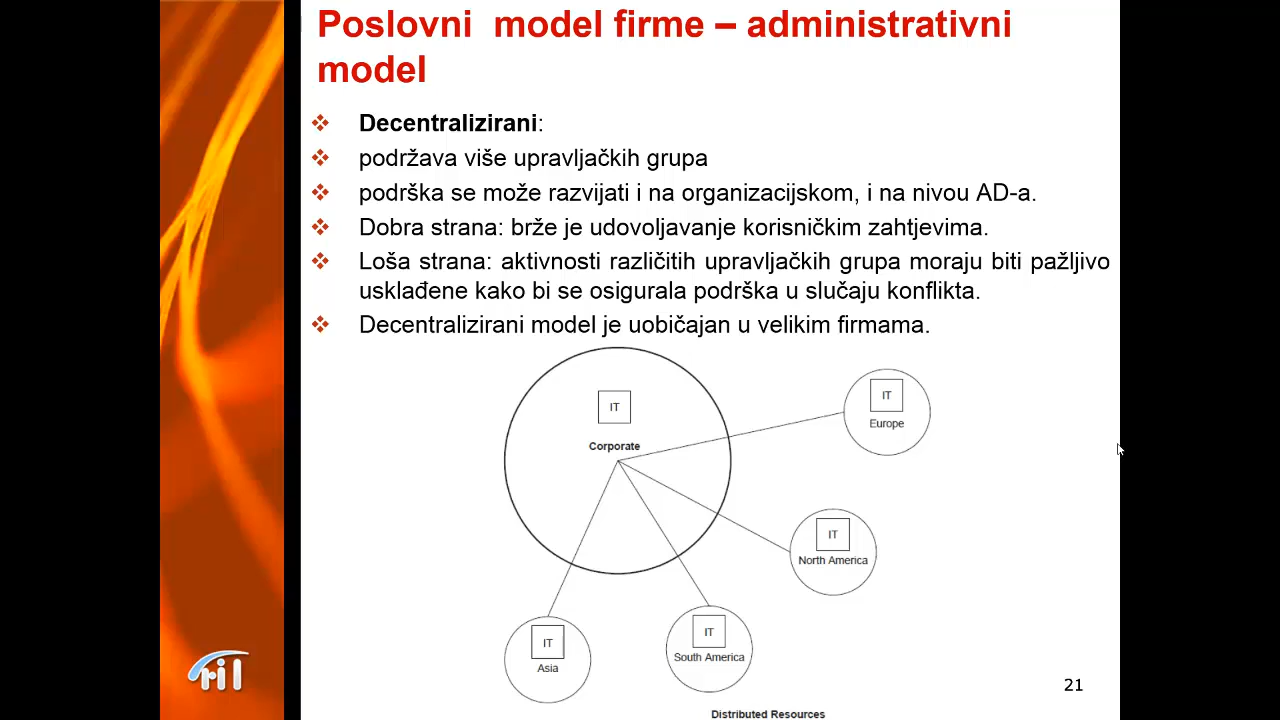 Poslovni model firme – administrativni
model
Decentralizirani:
podržava više upravljačkih grupa
podrška se može razvijati i na organizacijskom, i na nivou AD-a.
Dobra strana: brže je udovoljavanje korisničkim zahtjevima.
Loša strana: aktivnosti različitih upravljačkih grupa moraju biti pažljivo
usklađene kako bi se osigurala podrška u slučaju konflikta.
Decentralizirani model je uobičajan u velikim firmama.
IT
Corporate
IT
Europe
IT
North America
IT
South America
IT
Asia
Distributed Resources
ril
21